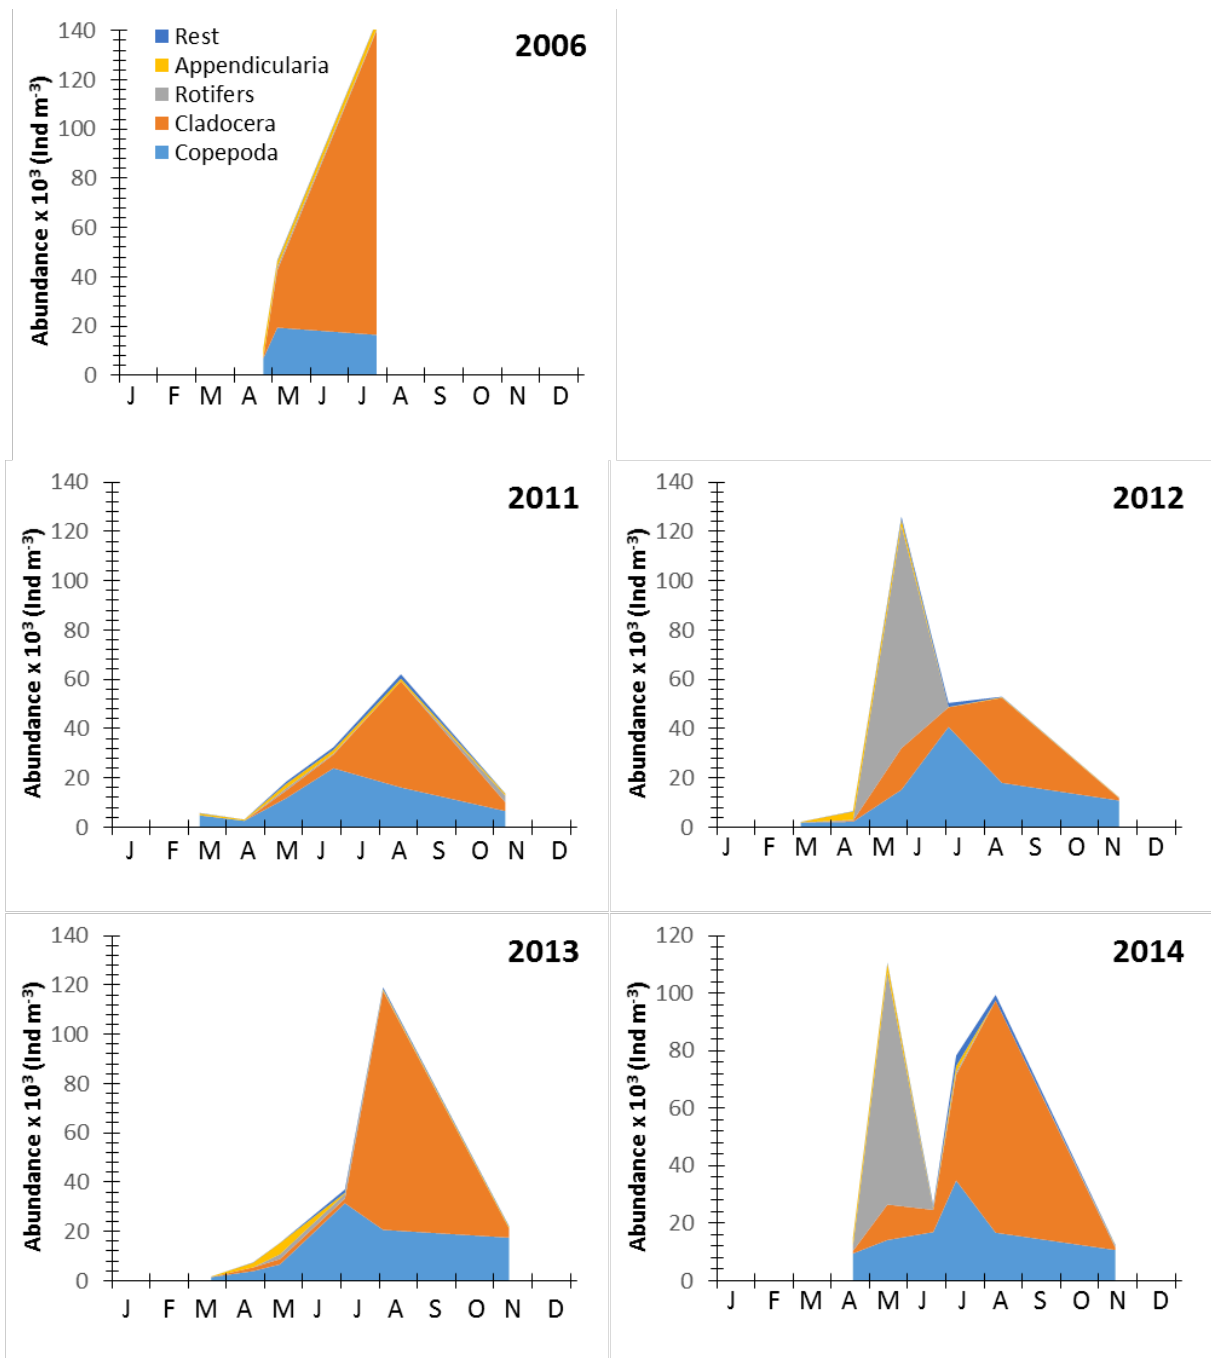 2006
140
120
100
80
60
40
20
0
Abundance x 10³ (Ind m⁻³)
Rest
Appendicularia
Rotifers
Cladocera
Copepoda
J F M A M J J A S O N D
2011
140
120
100
80
60
40
20
0
Abundance x 10³ (Ind m⁻³)
J F M A M J J A S O N D
2012
140
120
100
80
60
40
20
0
Abundance x 10³ (Ind m⁻³)
J F M A M J J A S O N D
2013
140
120
100
80
60
40
20
0
Abundance x 10³ (Ind m⁻³)
J F M A M J J A S O N D
2014
120
100
80
60
40
20
0
Abundance x 10³ (Ind m⁻³)
J F M A M J J A S O N D